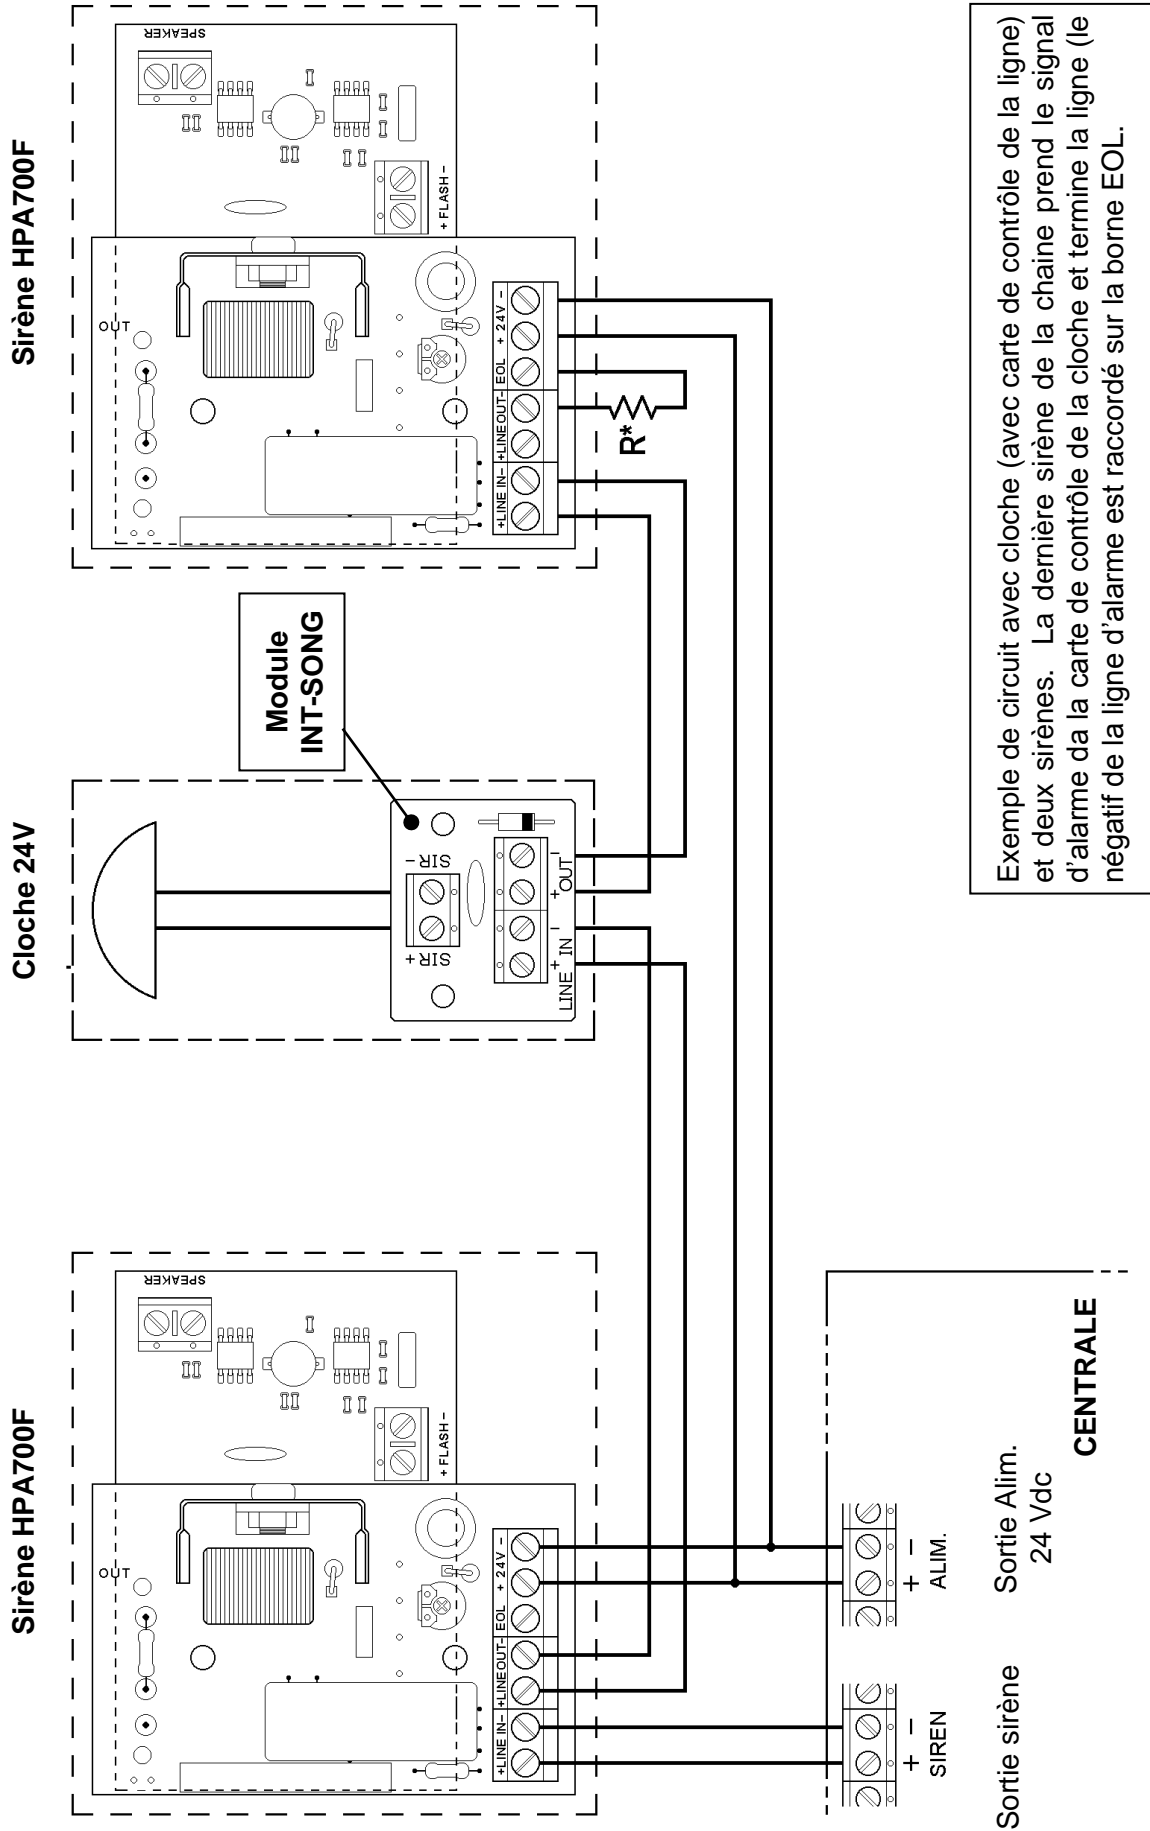 Sirène HPA700F
SPEAKER
OUT
+ FLASH -
+LINE IN-
+LINE OUT-
EOL
+ 24V -
Cloche 24V
SIR+
SIR-
LINE IN
+ -
OUT
+ -
Module
INT-SONG
Sirène HPA700F
SPEAKER
OUT
+ FLASH -
+LINE IN-
+LINE OUT-
EOL
+ 24V -
R*
+ -
SIREN
Sortie sirène
+ -
ALIM.
Sortie Alim.
24 Vdc
CENTRALE
Exemple de circuit avec cloche (avec carte de contrôle de la ligne)
et deux sirènes. La dernière sirène de la chaine prend le signal
d'alarme da la carte de contrôle de la cloche et termine la ligne (le
négatif de la ligne d'alarme est raccordé sur la borne EOL.